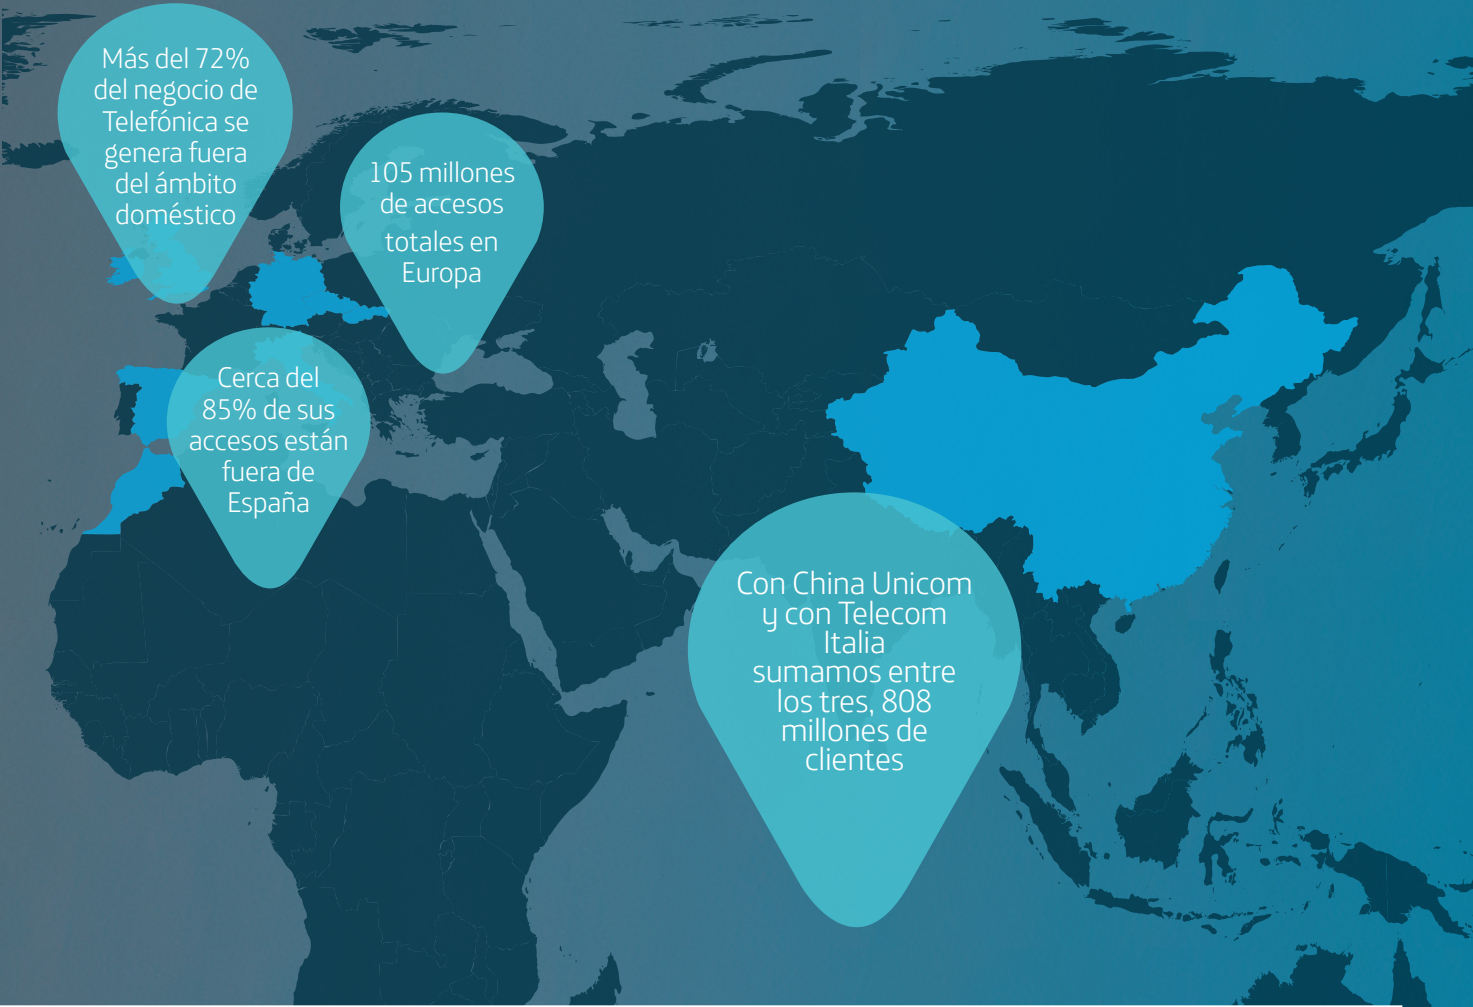 Más del 72%
del negocio de
Telefónica se
genera fuera
del ámbito
doméstico
105 millones
de accesos
totales en
Europa
Cerca del
85% de sus
accesos están
fuera de
España
Con China Unicom
y con Telecom
Italia
sumamos entre
los tres, 808
millones de
clientes